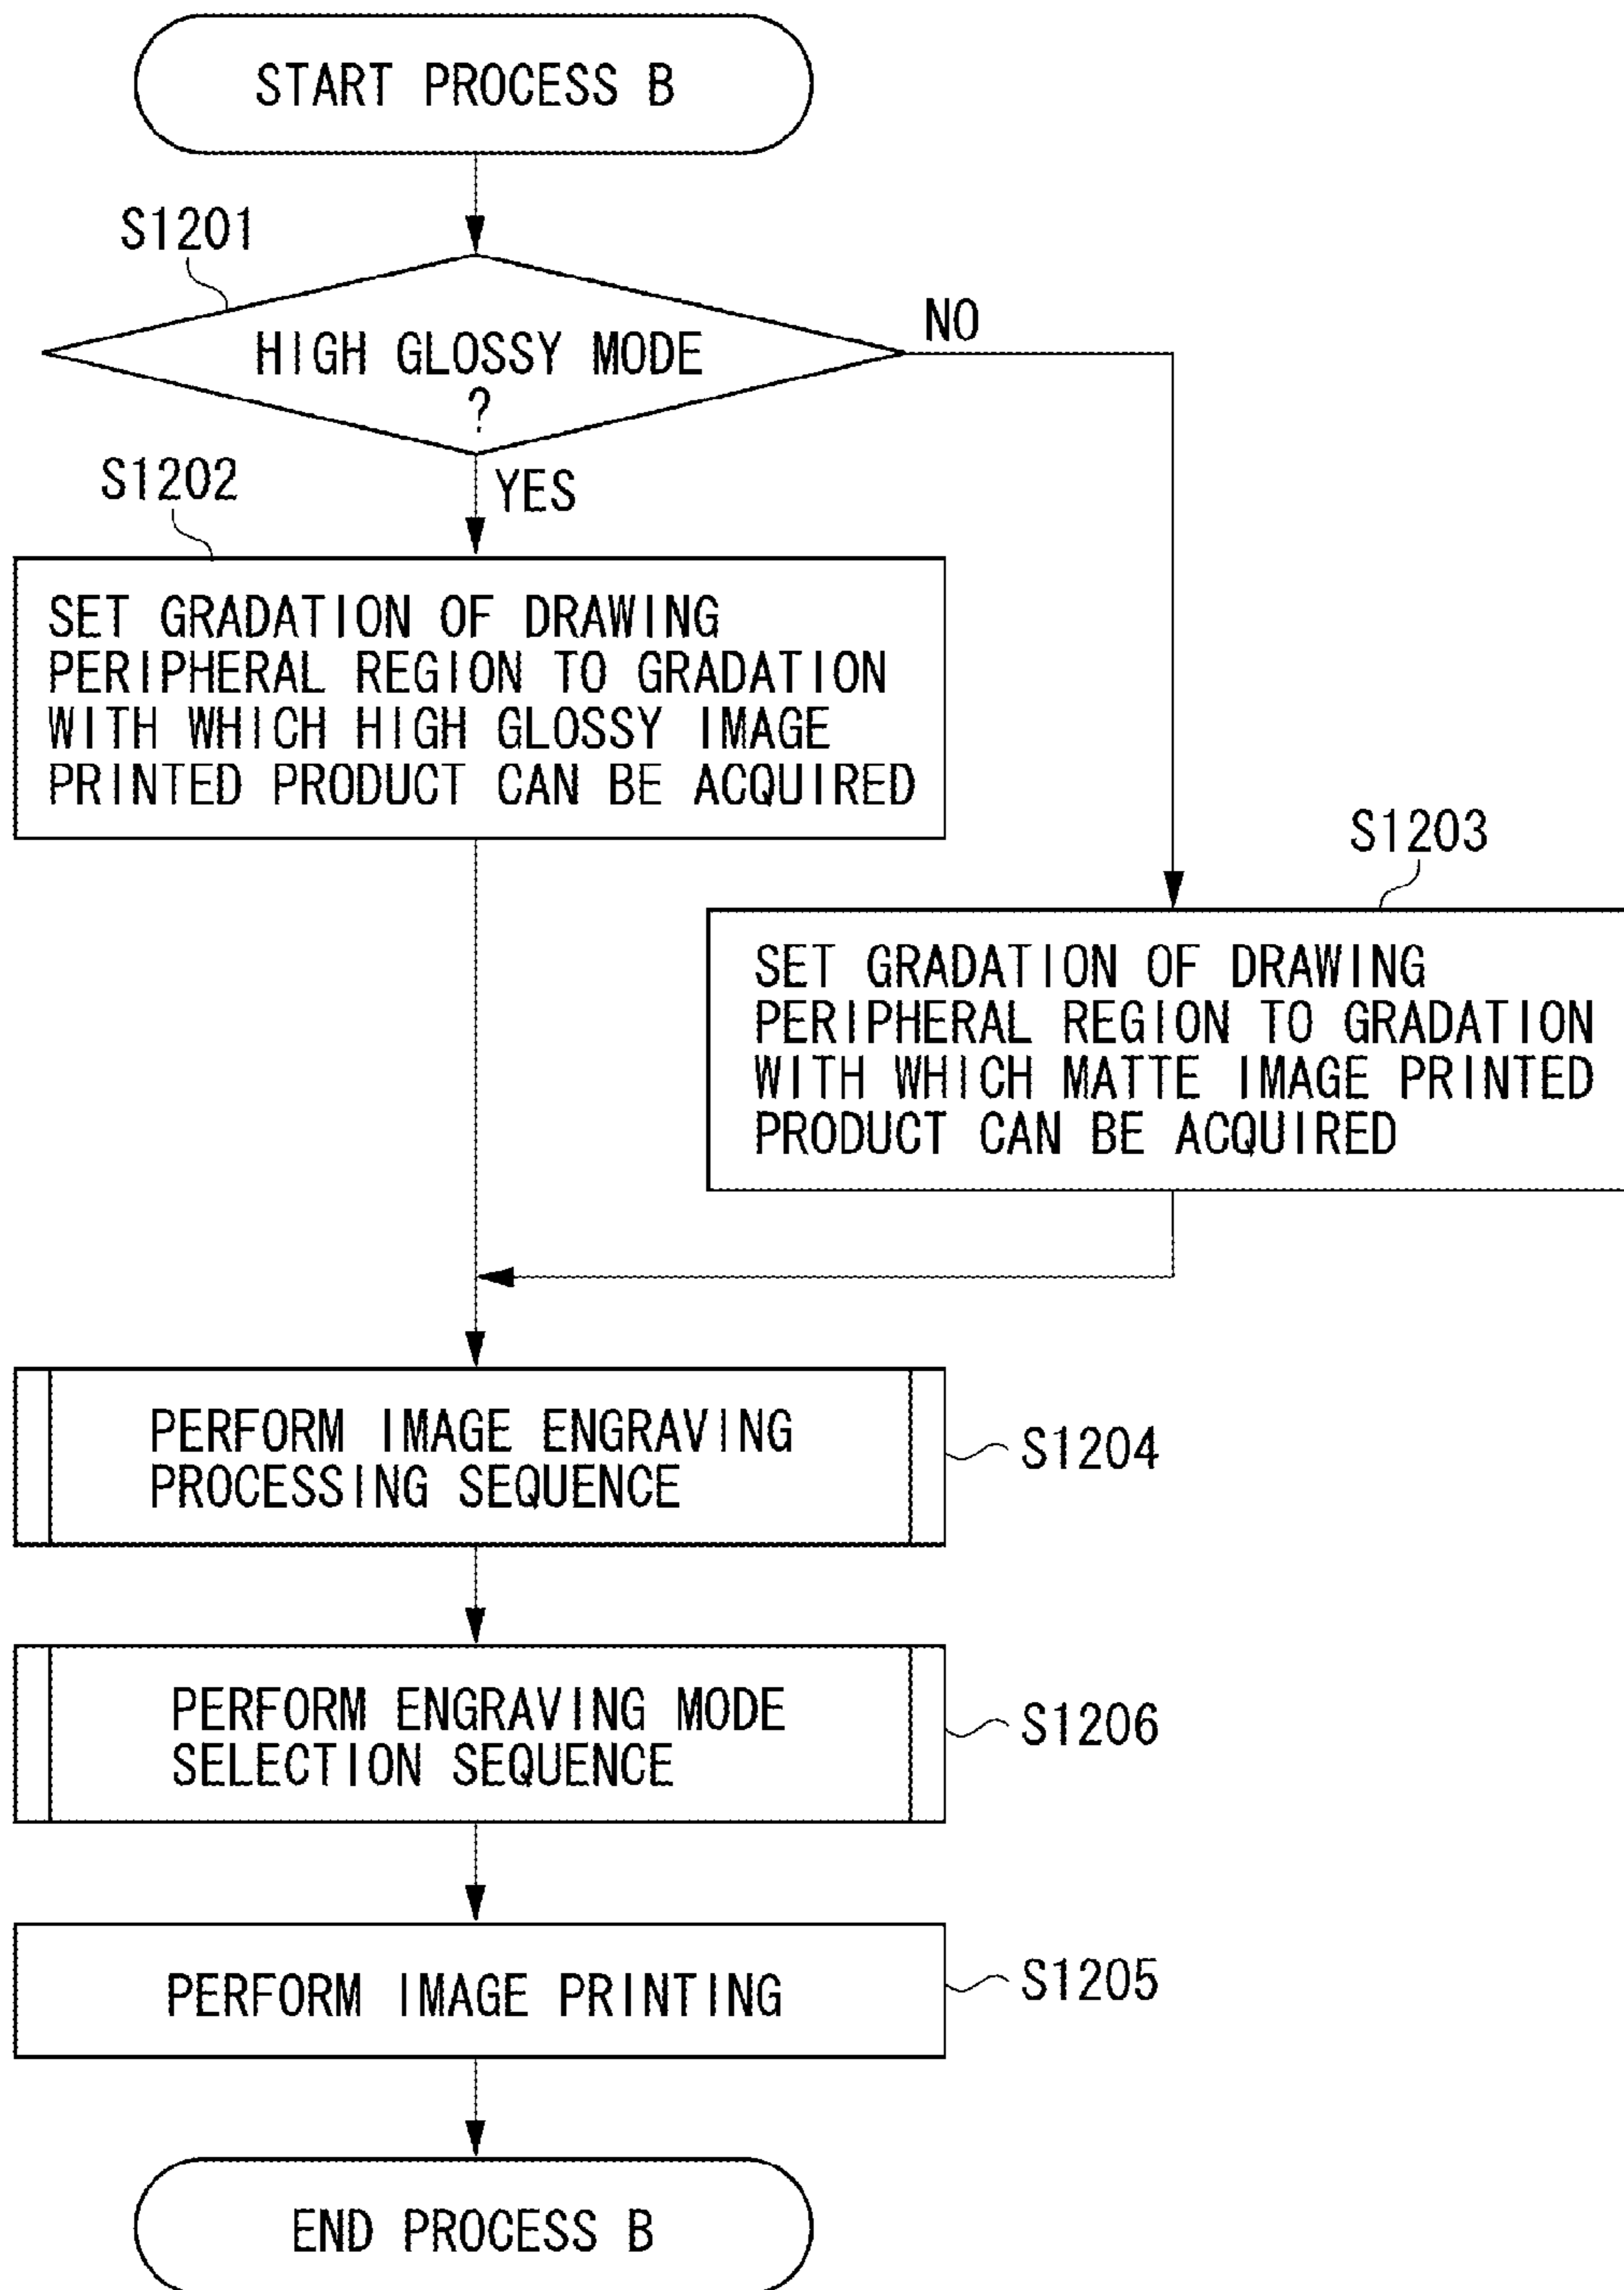 START PROCESS B
S1201
HIGH GLOSSY MODE
?
NO
YES
S1202
SET GRADATION OF DRAWING
PERIPHERAL REGION TO GRADATION
WITH WHICH HIGH GLOSSY IMAGE
PRINTED PRODUCT CAN BE ACQUIRED
S1203
SET GRADATION OF DRAWING
PERIPHERAL REGION TO GRADATION
WITH WHICH MATTE IMAGE PRINTED
PRODUCT CAN BE ACQUIRED
PERFORM IMAGE ENGRAVING
PROCESSING SEQUENCE
S1204
PERFORM ENGRAVING MODE
SELECTION SEQUENCE
S1206
PERFORM IMAGE PRINTING
S1205
END PROCESS B